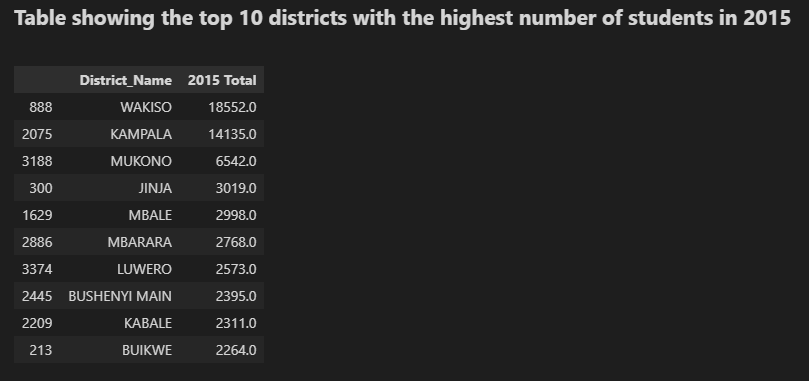 Table showing the top 10 districts with the highest number of students in 2015
District_Name 2015 Total
888 WAKISO 18552.0
2075 KAMPALA 14135.0
3188 MUKONO 6542.0
300 JINJA 3019.0
1629 MBALE 2998.0
2886 MBARARA 2768.0
3374 LUWERO 2573.0
2445 BUSHENYI MAIN 2395.0
2209 KABALE 2311.0
213 BUIKWE 2264.0